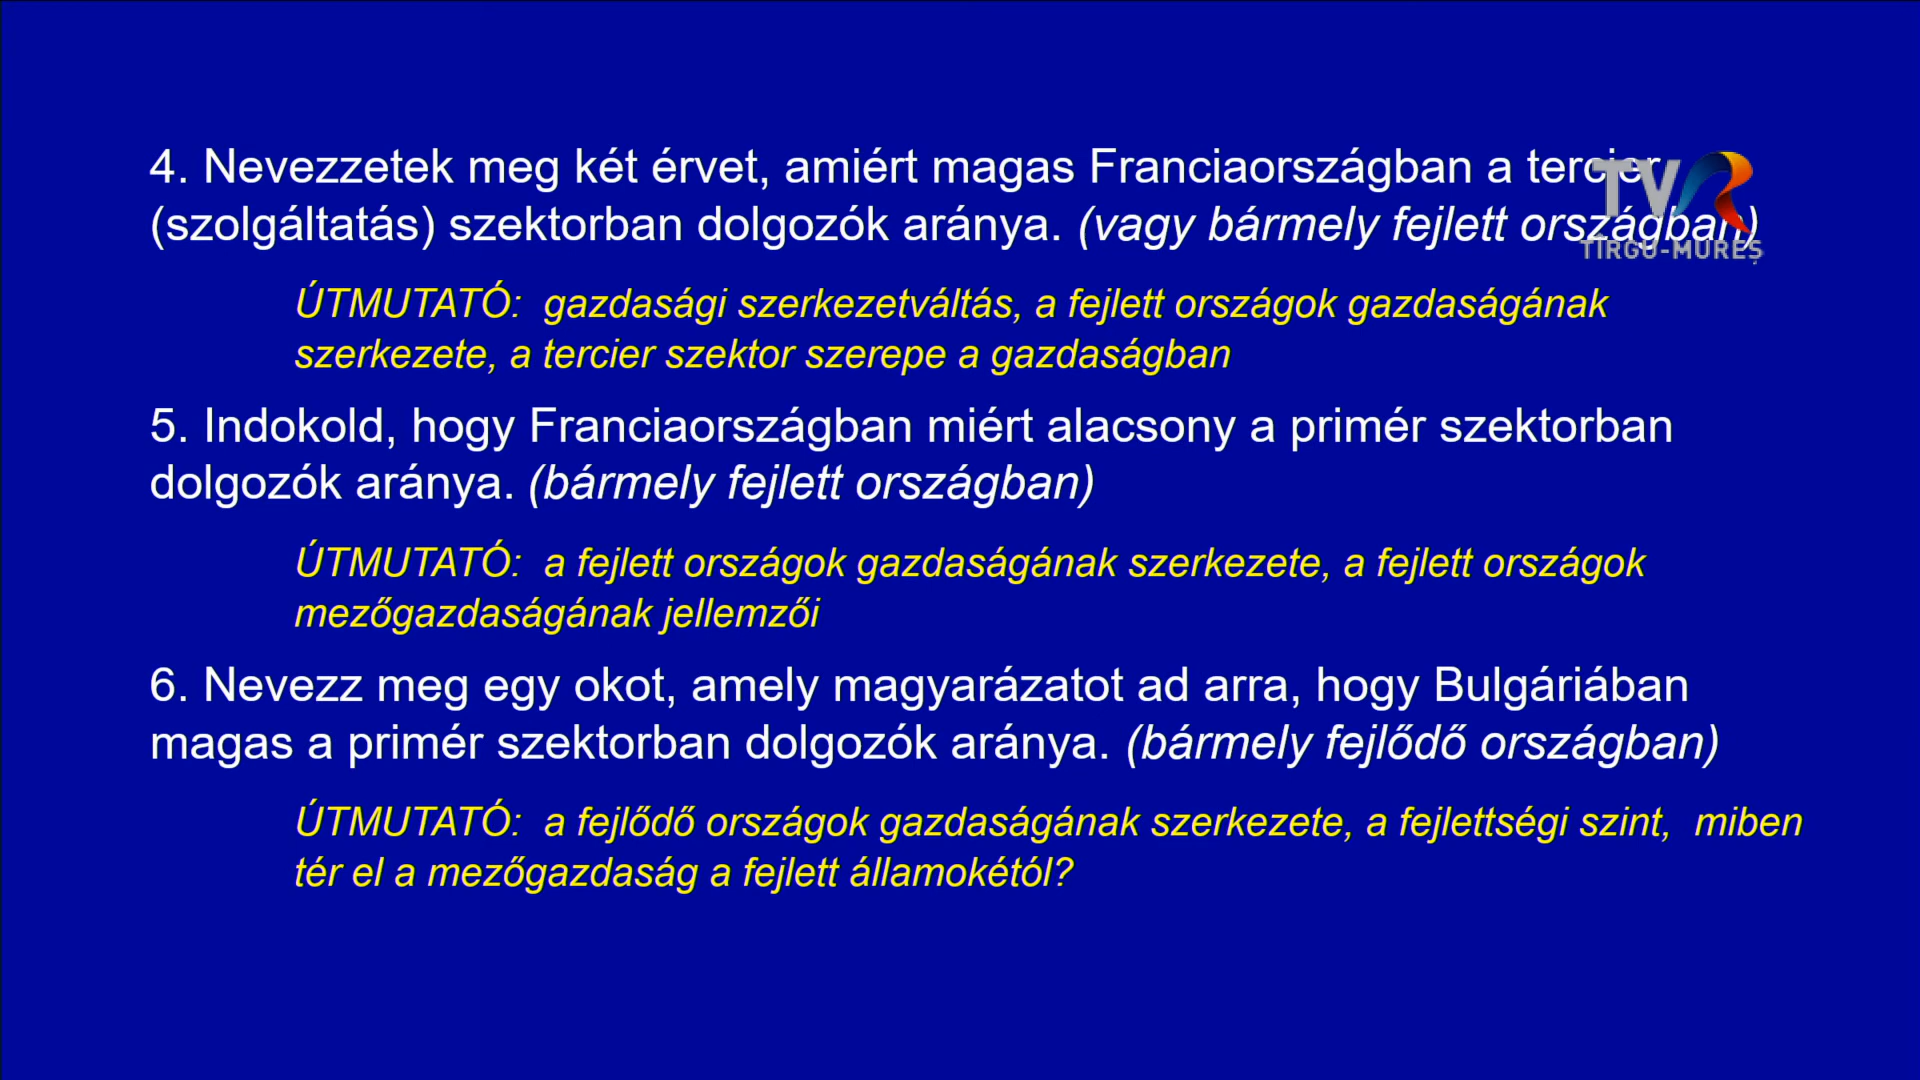 4. Nevezzetek meg két érvet, amiért magas Franciaországban a tercier
(szolgáltatás) szektorban dolgozók aránya. (vagy bármely fejlett országban)
TVR
TÎRGU-MUREȘ
ÚTMUTATÓ: gazdasági szerkezetváltás, a fejlett országok gazdaságának
szerkezete, a tercier szektor szerepe a gazdaságban
5. Indokold, hogy Franciaországban miért alacsony a primér szektorban
dolgozók aránya. (bármely fejlett országban)
ÚTMUTATÓ: a fejlett országok gazdaságának szerkezete, a fejlett országok
mezőgazdaságának jellemzői
6. Nevezz meg egy okot, amely magyarázatot ad arra, hogy Bulgáriában
magas a primér szektorban dolgozók aránya. (bármely fejlődő országban)
ÚTMUTATÓ: a fejlődő országok gazdaságának szerkezete, a fejlettségi szint, miben
tér el a mezőgazdaság a fejlett államokétól?